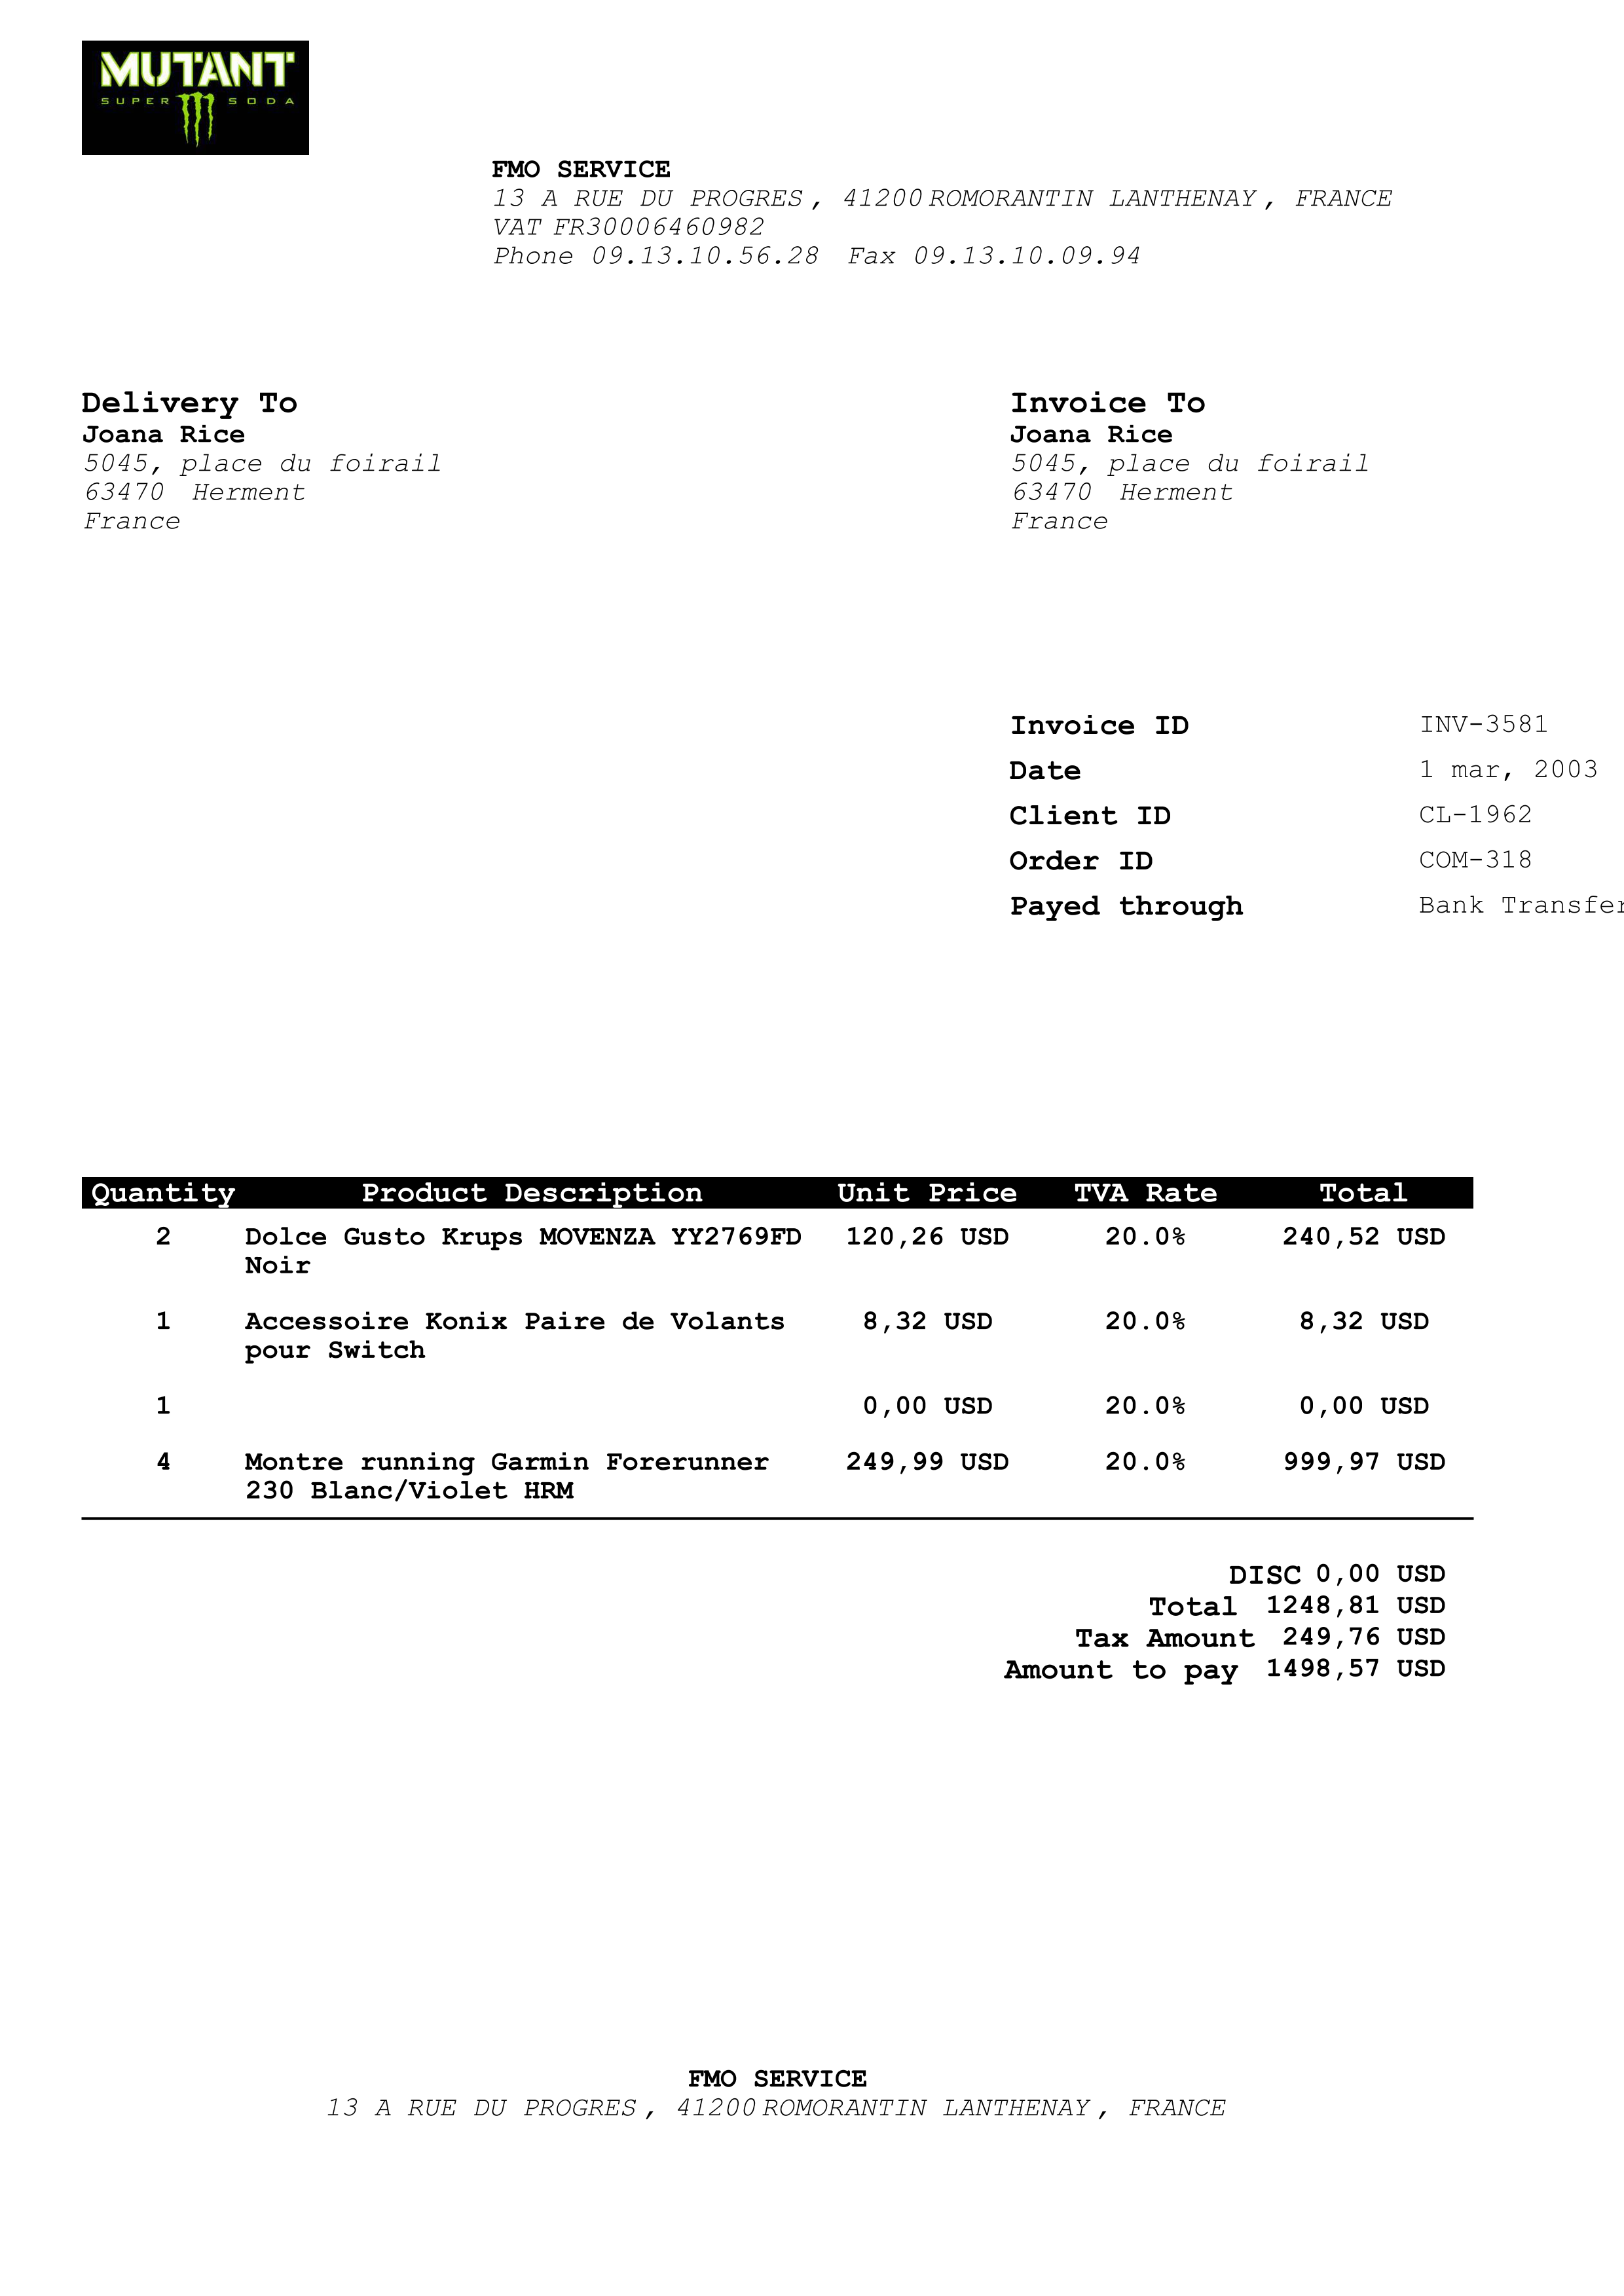 MUTANT
SUPER SODA
FMO SERVICE
13 A RUE DU PROGRES, 41200 ROMORANTIN LANTHENAY, FRANCE
VAT FR30006460982
Phone 09.13.10.56.28 Fax 09.13.10.09.94
Delivery To
Joana Rice
5045, place du foirail
63470 Herment
France
Invoice To
Joana Rice
5045, place du foirail
63470 Herment
France
Invoice ID INV-3581
Date 1 mar, 2003
Client ID CL-1962
Order ID COM-318
Payed through Bank Transfer
Quantity Product Description Unit Price TVA Rate Total
2 Dolce Gusto Krups MOVENZA YY2769FD 120,26 USD 20.0% 240,52 USD
Noir
1 Accessoire Konix Paire de Volants 8,32 USD 20.0% 8,32 USD
pour Switch
1 0,00 USD 20.0% 0,00 USD
4 Montre running Garmin Forerunner 249,99 USD 20.0% 999,97 USD
230 Blanc/Violet HRM
DISC 0,00 USD
Total 1248,81 USD
Tax Amount 249,76 USD
Amount to pay 1498,57 USD
FMO SERVICE
13 A RUE DU PROGRES, 41200 ROMORANTIN LANTHENAY, FRANCE